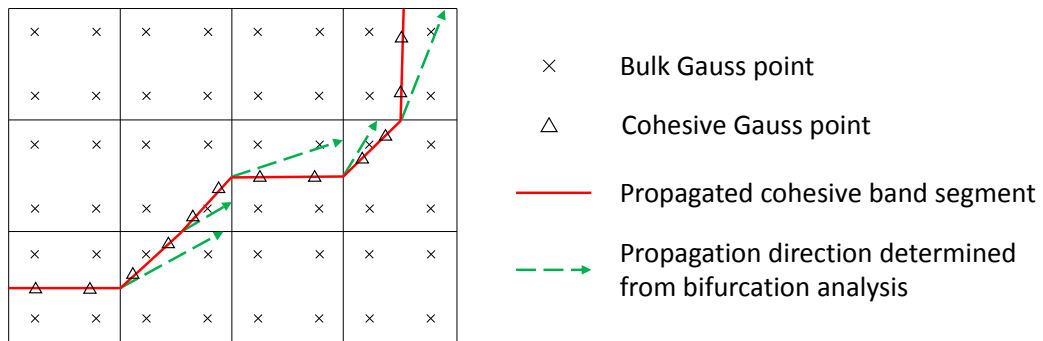 Bulk Gauss point
Cohesive Gauss point
Propagated cohesive band segment
Propagation direction determined
from bifurcation analysis